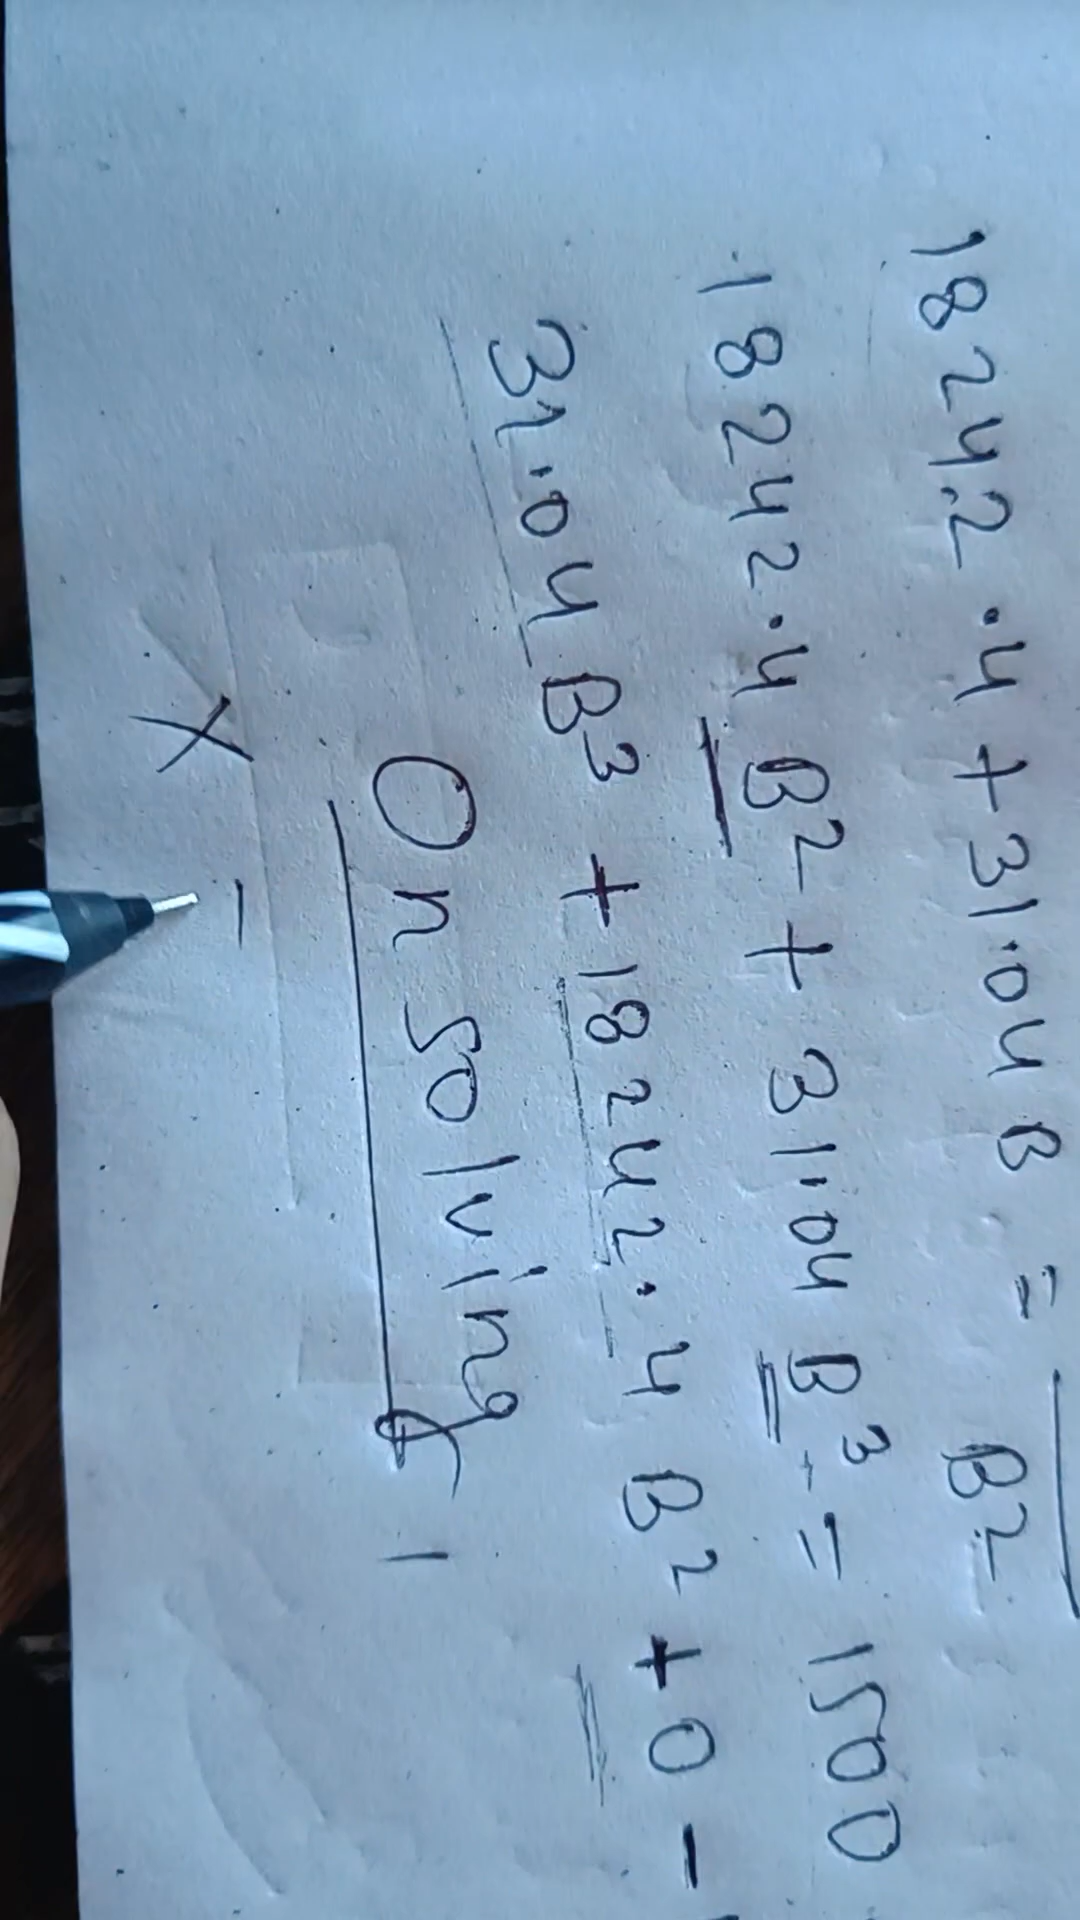 18242.4 + 31.04 B = B²
18242.4 B² + 31.04 B³ = 1500
31.04 B³ + 18242.4 B² + 0 -
On solving
X =